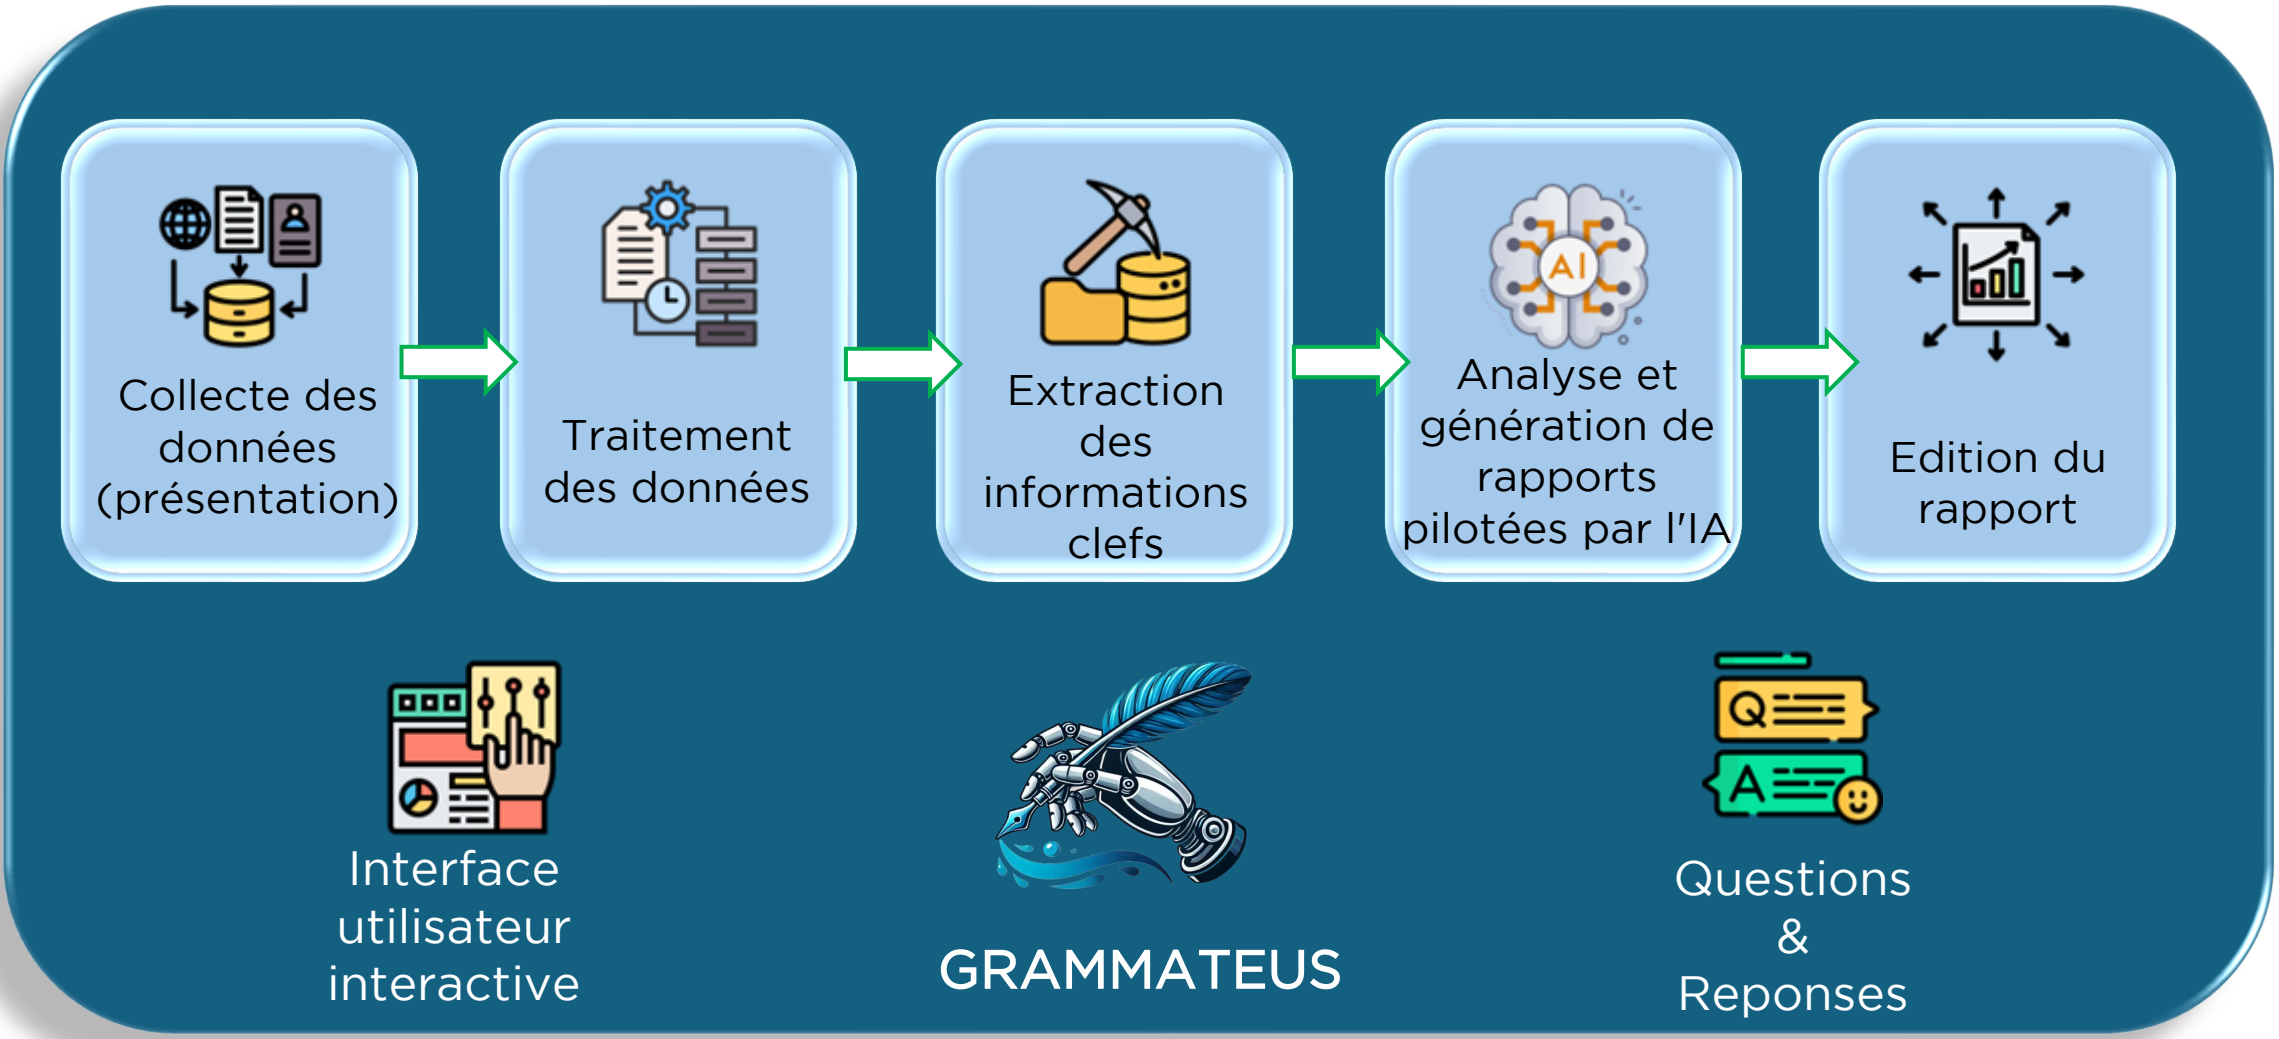 Collecte des
données
(présentation)
Traitement
des données
Extraction
des
informations
clefs
AI
Analyse et
génération de
rapports
pilotées par l'IA
Edition du
rapport
Interface
utilisateur
interactive
GRAMMATEUS
Q
A
Questions
&
Reponses